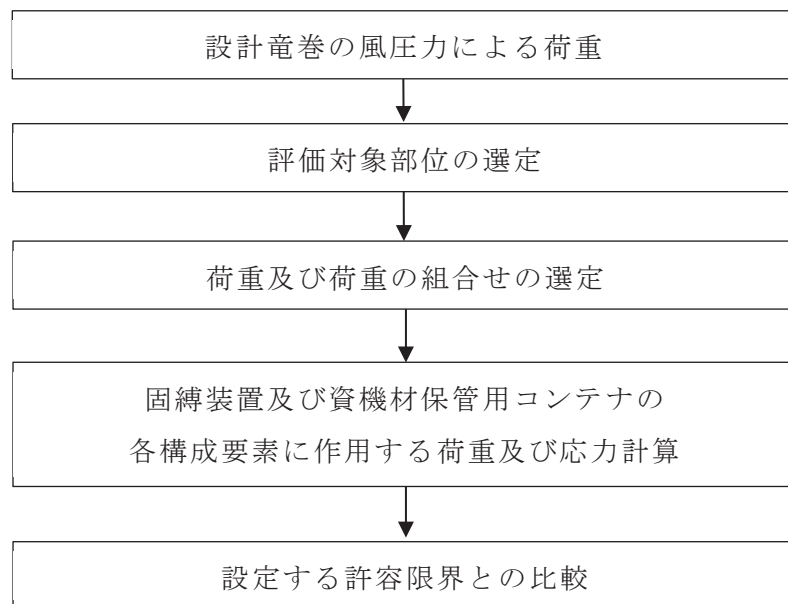 設計竜巻の風圧力による荷重
評価対象部位の選定
荷重及び荷重の組合せの選定
固縛装置及び資機材保管用コンテナの
各構成要素に作用する荷重及び応力計算
設定する許容限界との比較